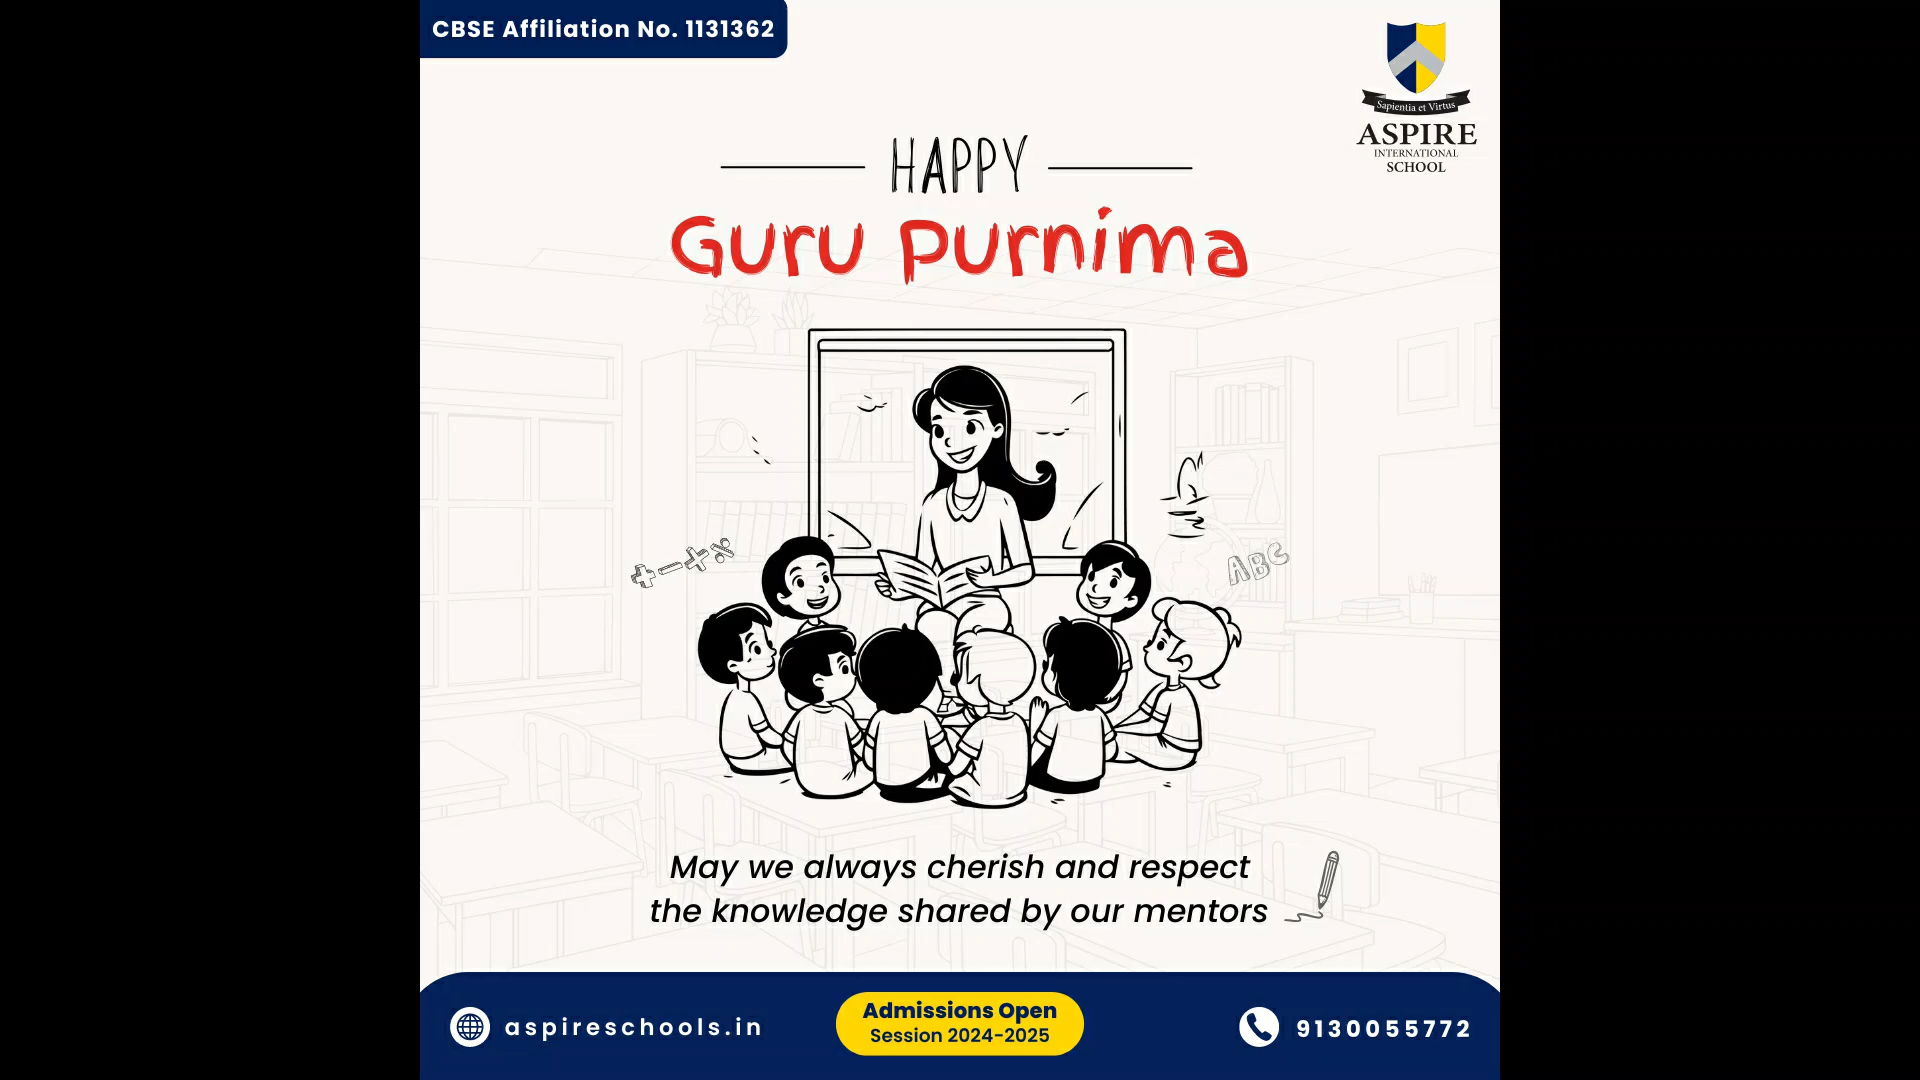 CBSE Affiliation No. 1131362
Sapientia et Virtus
ASPIRE
INTERNATIONAL
SCHOOL
HAPPY
Guru Purnima
ABC
May we always cherish and respect
the knowledge shared by our mentors
aspireschools.in
Admissions Open
Session 2024-2025
9130055772